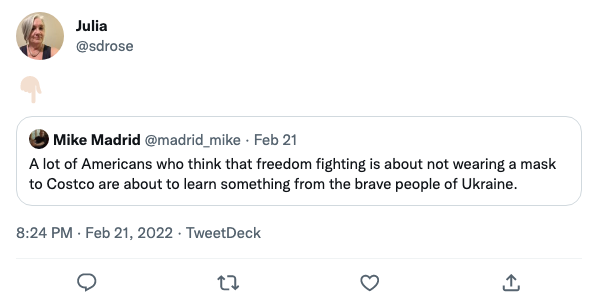 Julia
@sdrose
👇🏻
Mike Madrid @madrid_mike · Feb 21
A lot of Americans who think that freedom fighting is about not wearing a mask
to Costco are about to learn something from the brave people of Ukraine.
8:24 PM · Feb 21, 2022 · TweetDeck